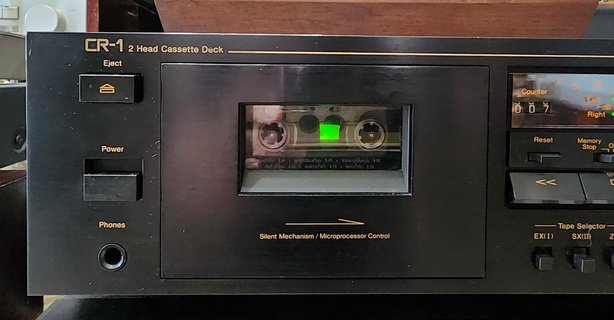 CR-1 2 Head Cassette Deck
Eject
Power
Phones
Silent Mechanism / Microprocessor Control
Counter
007
dB
Right
Reset
Memory
Stop
<<
Tape Selector
EX(I) SX(II) Z